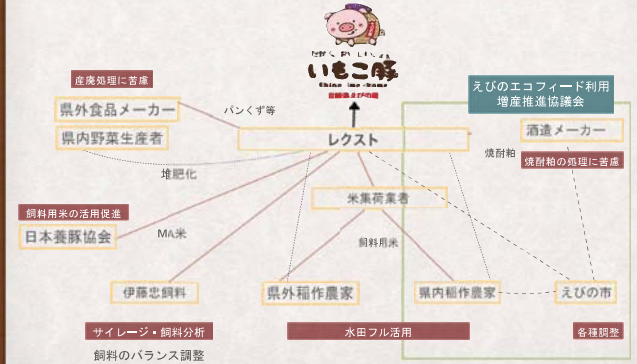 いもこ豚
産廃処理に苦慮
えびのエコフィード利用
増産推進協議会
県外食品メーカー
パンくず等
酒造メーカー
県内野菜生産者
レクスト
焼酎粕
焼酎粕の処理に苦慮
堆肥化
米集荷業者
飼料用米の活用促進
日本養豚協会
MA米
飼料用米
伊藤忠飼料
県外稲作農家
県内稲作農家
えびの市
サイレージ・飼料分析
水田フル活用
各種調整
飼料のバランス調整